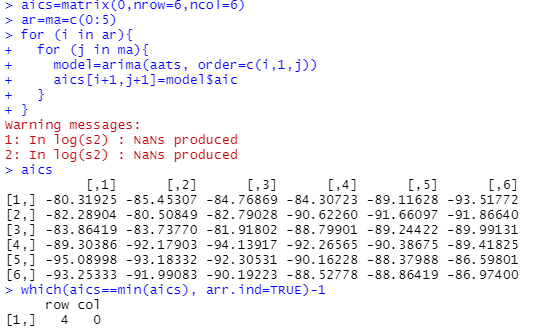 > aics=matrix(0,nrow=6,ncol=6)
> ar=ma=c(0:5)
> for (i in ar){
+   for (j in ma){
+     model=arima(aats, order=c(i,1,j))
+     aics[i+1,j+1]=model$aic
+   }
+ }
Warning messages:
1: In log(s2) : NaNs produced
2: In log(s2) : NaNs produced
> aics
          [,1]      [,2]      [,3]      [,4]      [,5]      [,6]
[1,] -80.31925 -85.45307 -84.76869 -84.30723 -89.11628 -93.51772
[2,] -82.28904 -80.50849 -82.79028 -90.62260 -91.66097 -91.86640
[3,] -83.86419 -83.73770 -81.91802 -88.79901 -89.24422 -89.99131
[4,] -89.30386 -92.17903 -94.13917 -92.26565 -90.38675 -89.41825
[5,] -95.08998 -93.18332 -92.30531 -90.16228 -88.37988 -86.59801
[6,] -93.25333 -91.99083 -90.19223 -88.52778 -88.86419 -86.97400
> which(aics==min(aics), arr.ind=TRUE)-1
     row col
[1,]   4   0